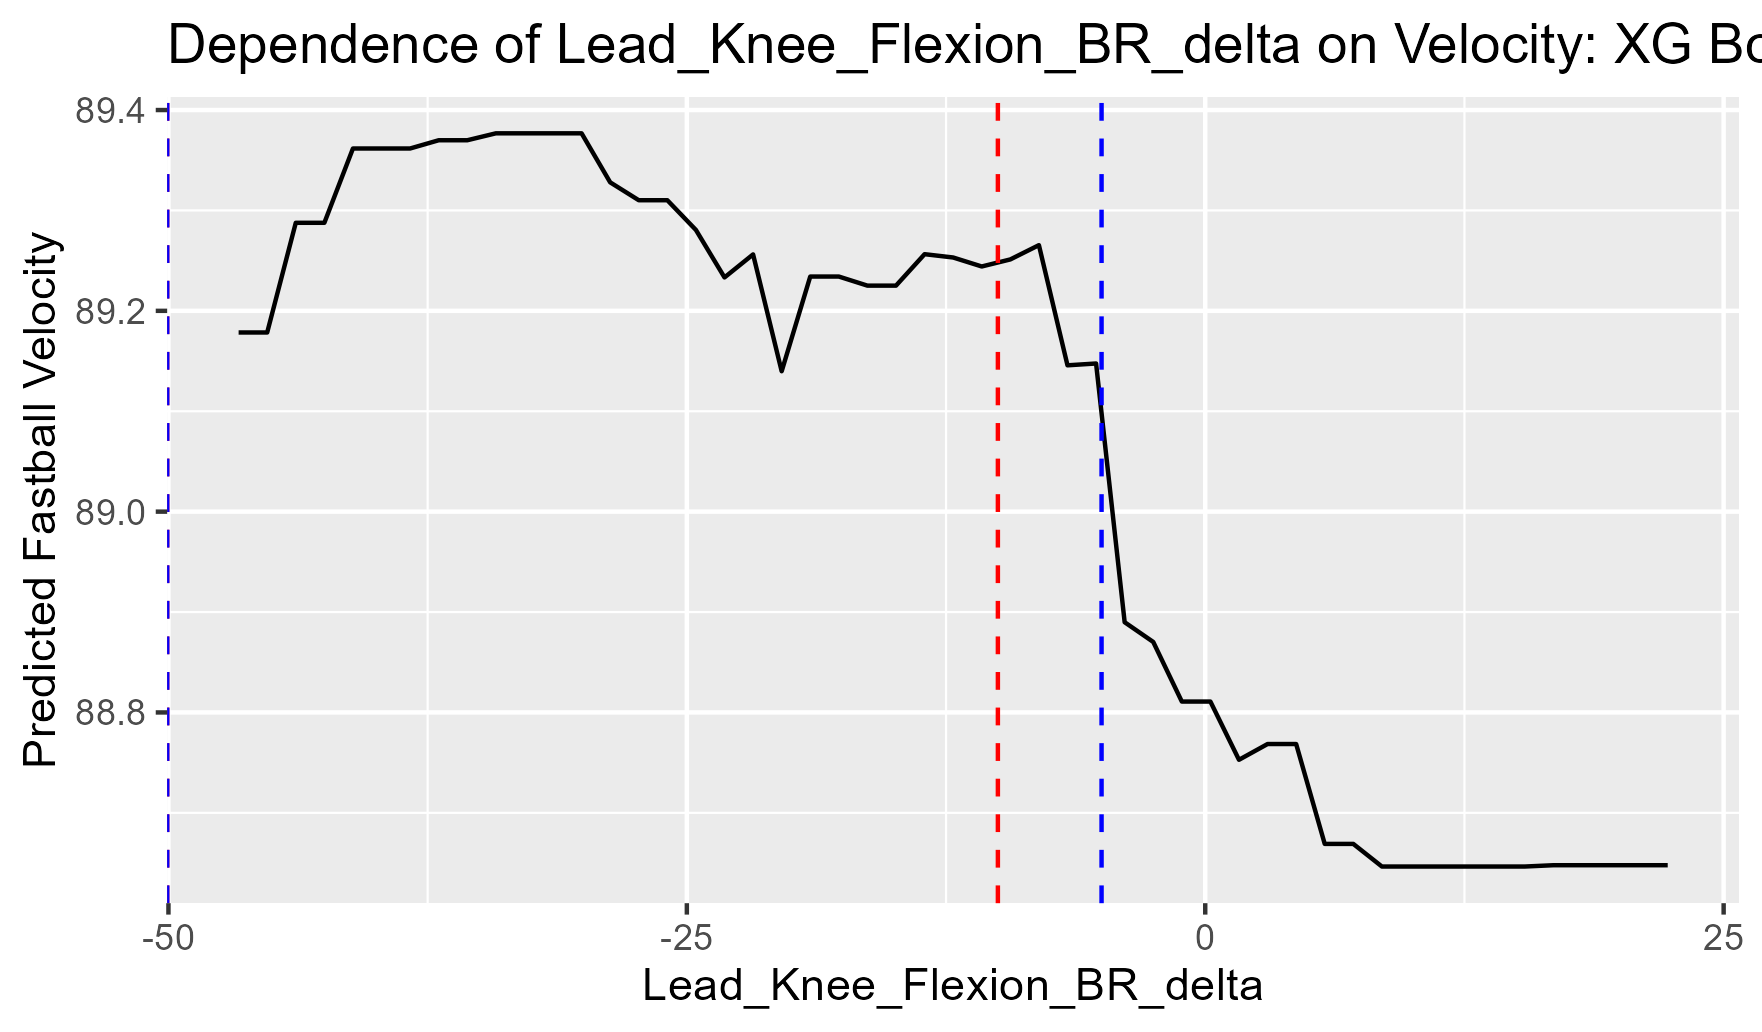 Dependence of Lead_Knee_Flexion_BR_delta on Velocity: XG Bo
89.4
89.2
89.0
88.8
Predicted Fastball Velocity
-50 -25 0 25
Lead_Knee_Flexion_BR_delta